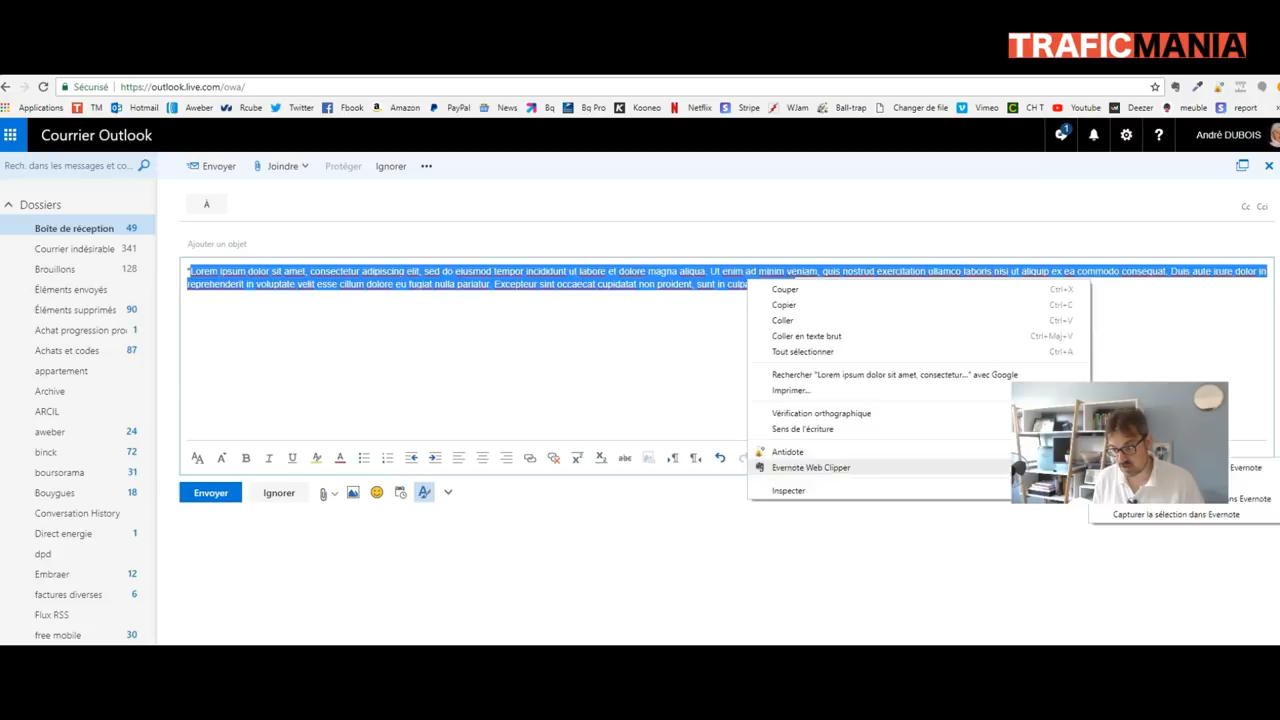 TRAFICMANIA
Sécurisé https://outlook.live.com/owa/
Applications TM Hotmail Aweber Rcube Twitter Fbook Amazon PayPal News Bq Bq Pro Kooneo Netflix Stripe WJam Ball-trap Changer de file Vimeo CH T Youtube Deezer meuble report
Courrier Outlook 1 André DUBOIS
Rech. dans les messages et co... Envoyer Joindre Protéger Ignorer
Dossiers À Cc Cci
Boîte de réception 49
Ajouter un objet
Courrier indésirable 341
Brouillons 128
"Lorem ipsum dolor sit amet, consectetur adipiscing elit, sed do eiusmod tempor incididunt ut labore et dolore magna aliqua. Ut enim ad minim veniam, quis nostrud exercitation ullamco laboris nisi ut aliquip ex ea commodo consequat. Duis aute irure dolor in
reprehenderit in voluptate velit esse cillum dolore eu fugiat nulla pariatur. Excepteur sint occaecat cupidatat non proident, sunt in culpa
Éléments envoyés
Éléments supprimés 90
Achat progression pro 1
Achats et codes 87
appartement
Archive
ARCIL
aweber 24
binck 72
boursorama 31
Bouygues 18
Conversation History
Direct energie 1
dpd
Embraer 12
factures diverses 6
Flux RSS
free mobile 30
Couper Ctrl+X
Copier Ctrl+C
Coller Ctrl+V
Coller en texte brut Ctrl+Maj+V
Tout sélectionner Ctrl+A
Rechercher "Lorem ipsum dolor sit amet, consectetur..." avec Google
Imprimer...
Vérification orthographique
Sens de l'écriture
Antidote
Evernote Web Clipper
Inspecter
Evernote
s Evernote
Capturer la sélection dans Evernote
Envoyer Ignorer